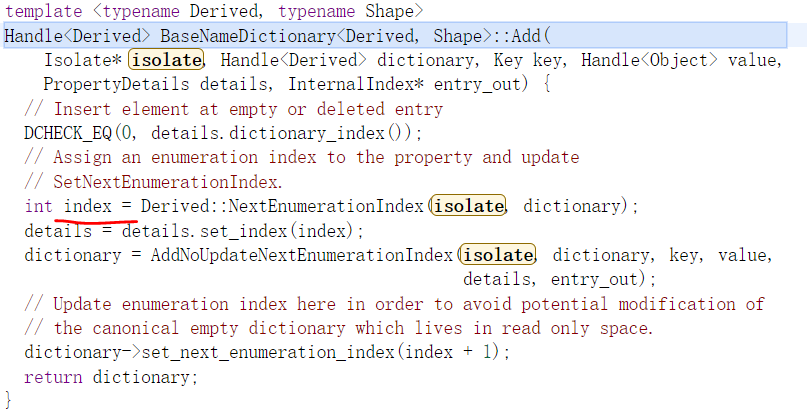 template <typename Derived, typename Shape>
Handle<Derived> BaseNameDictionary<Derived, Shape>::Add(
    Isolate* isolate, Handle<Derived> dictionary, Key key, Handle<Object> value,
    PropertyDetails details, InternalIndex* entry_out) {
  // Insert element at empty or deleted entry
  DCHECK_EQ(0, details.dictionary_index());
  // Assign an enumeration index to the property and update
  // SetNextEnumerationIndex.
  int index = Derived::NextEnumerationIndex(isolate, dictionary);
  details = details.set_index(index);
  dictionary = AddNoUpdateNextEnumerationIndex(isolate, dictionary, key, value,
                                               details, entry_out);
  // Update enumeration index here in order to avoid potential modification of
  // the canonical empty dictionary which lives in read only space.
  dictionary->set_next_enumeration_index(index + 1);
  return dictionary;
}